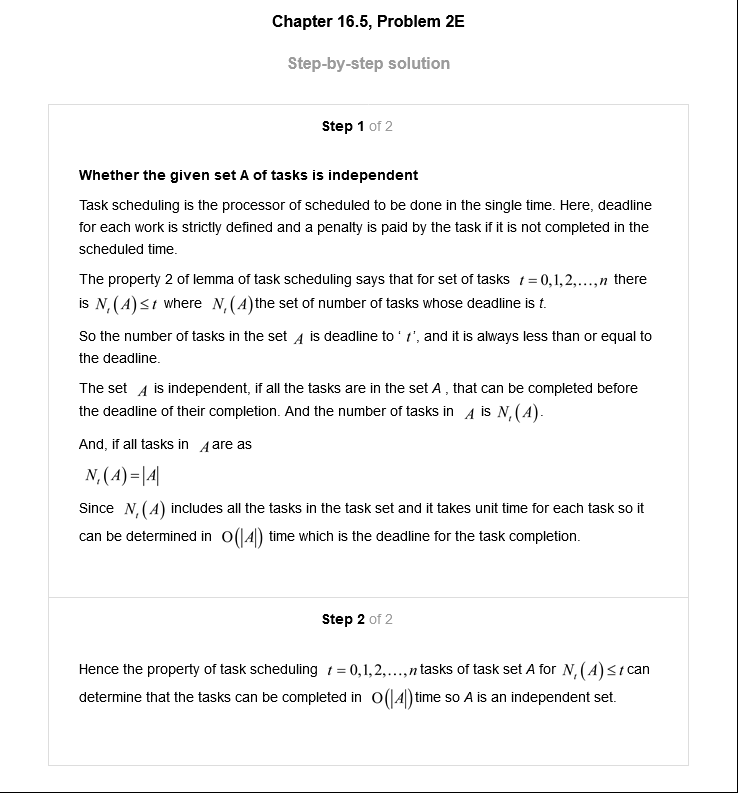 Chapter 16.5, Problem 2E
Step-by-step solution
Step 1 of 2
Whether the given set A of tasks is independent
Task scheduling is the processor of scheduled to be done in the single time. Here, deadline
for each work is strictly defined and a penalty is paid by the task if it is not completed in the
scheduled time.
The property 2 of lemma of task scheduling says that for set of tasks t = 0,1,2,...,n there
is Nₜ(A) ≤ t where Nₜ(A) the set of number of tasks whose deadline is t.
So the number of tasks in the set A is deadline to ‘ t’, and it is always less than or equal to
the deadline.
The set A is independent, if all the tasks are in the set A , that can be completed before
the deadline of their completion. And the number of tasks in A is Nₜ(A).
And, if all tasks in A are as
Nₜ(A) = |A|
Since Nₜ(A) includes all the tasks in the task set and it takes unit time for each task so it
can be determined in O(|A|) time which is the deadline for the task completion.
Step 2 of 2
Hence the property of task scheduling t = 0,1,2,...,n tasks of task set A for Nₜ(A) ≤ t can
determine that the tasks can be completed in O(|A|) time so A is an independent set.